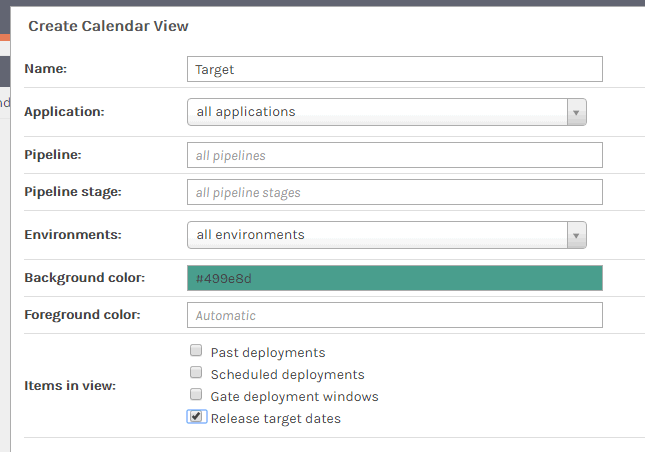 Create Calendar View
Name: Target
Application: all applications
Pipeline: all pipelines
Pipeline stage: all pipeline stages
Environments: all environments
Background color: #499e8d
Foreground color: Automatic
Past deployments
Scheduled deployments
Items in view:
Gate deployment windows
Release target dates